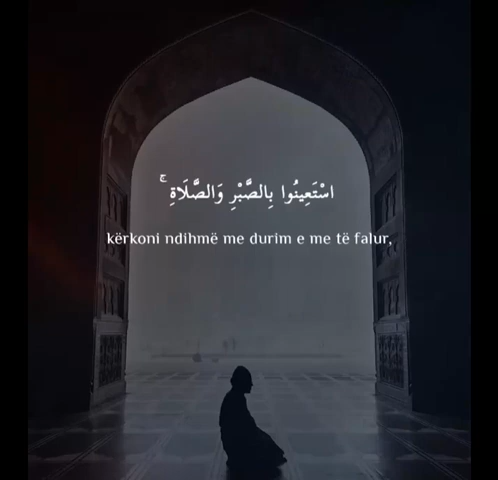 اسْتَعِينُوا بِالصَّبْرِ وَالصَّلَاةِ ۚ
kërkoni ndihmë me durim e me të falur,